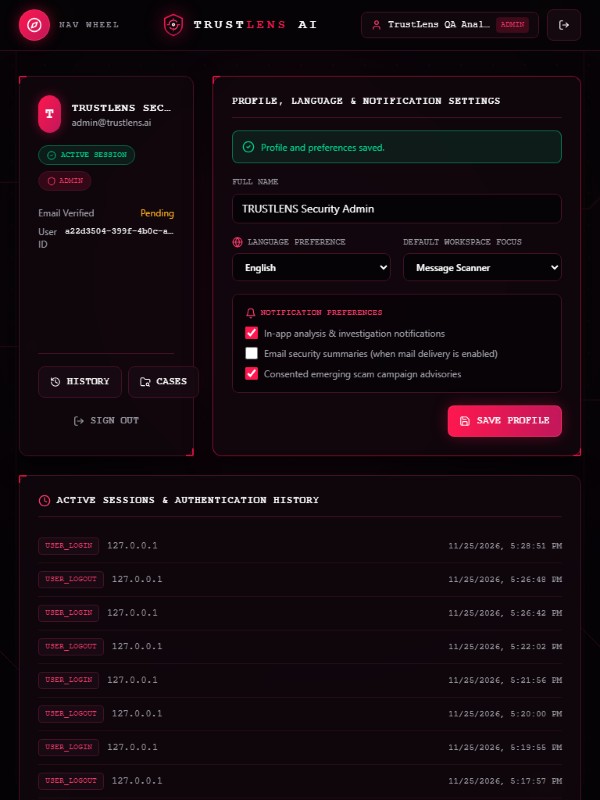 NAV WHEEL
TRUSTLENS AI
TrustLens QA Anal…
ADMIN
T
TRUSTLENS SEC…
admin@trustlens.ai
ACTIVE SESSION
ADMIN
Email Verified Pending
User ID a22d3504-399f-4b0c-a…
HISTORY
CASES
SIGN OUT
PROFILE, LANGUAGE & NOTIFICATION SETTINGS
Profile and preferences saved.
FULL NAME
TRUSTLENS Security Admin
LANGUAGE PREFERENCE
English
DEFAULT WORKSPACE FOCUS
Message Scanner
NOTIFICATION PREFERENCES
In-app analysis & investigation notifications
Email security summaries (when mail delivery is enabled)
Consented emerging scam campaign advisories
SAVE PROFILE
ACTIVE SESSIONS & AUTHENTICATION HISTORY
USER_LOGIN 127.0.0.1 11/25/2026, 5:28:51 PM
USER_LOGOUT 127.0.0.1 11/25/2026, 5:26:48 PM
USER_LOGIN 127.0.0.1 11/25/2026, 5:26:42 PM
USER_LOGOUT 127.0.0.1 11/25/2026, 5:22:02 PM
USER_LOGIN 127.0.0.1 11/25/2026, 5:21:56 PM
USER_LOGOUT 127.0.0.1 11/25/2026, 5:20:00 PM
USER_LOGIN 127.0.0.1 11/25/2026, 5:19:55 PM
USER_LOGOUT 127.0.0.1 11/25/2026, 5:17:57 PM